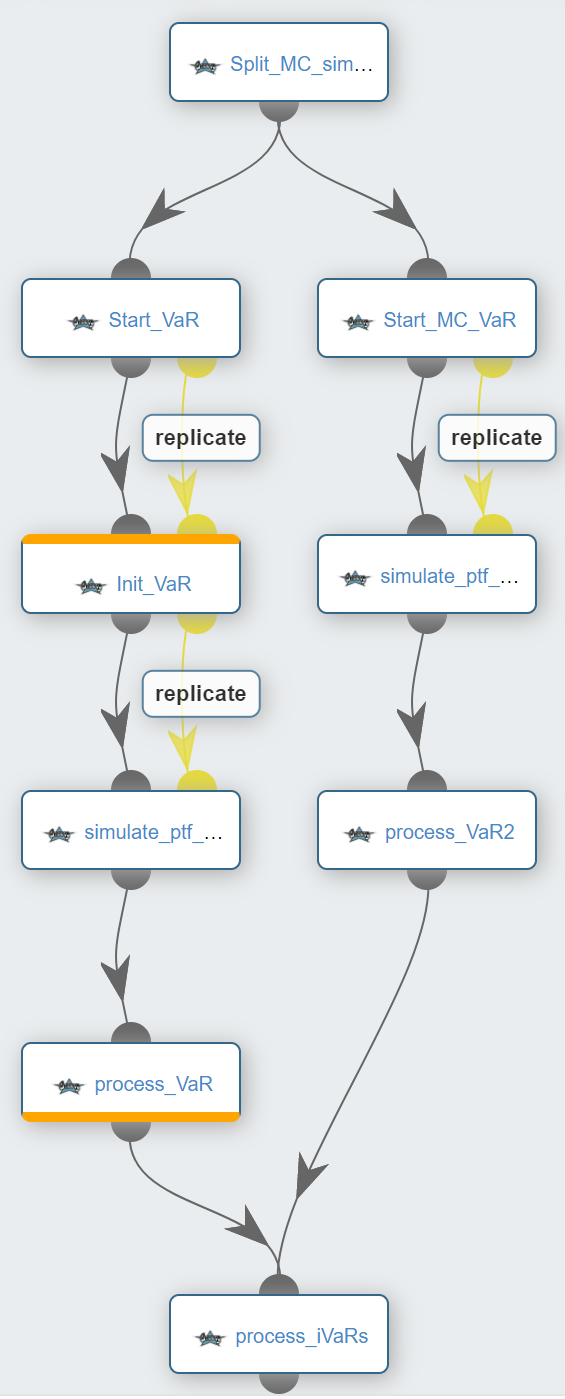 Split_MC_sim...
Start_VaR
Start_MC_VaR
replicate
replicate
Init_VaR
simulate_ptf_...
replicate
simulate_ptf_...
process_VaR2
process_VaR
process_iVaRs